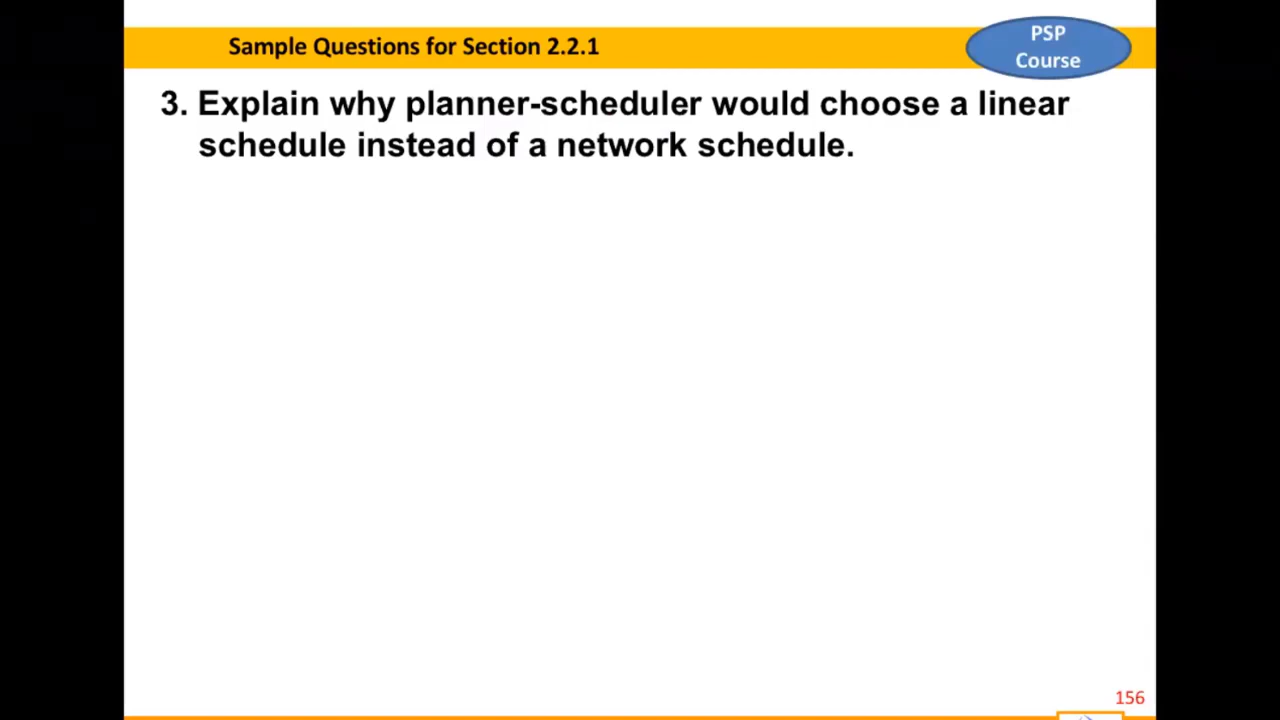 Sample Questions for Section 2.2.1
PSP
Course
3. Explain why planner-scheduler would choose a linear
schedule instead of a network schedule.
156